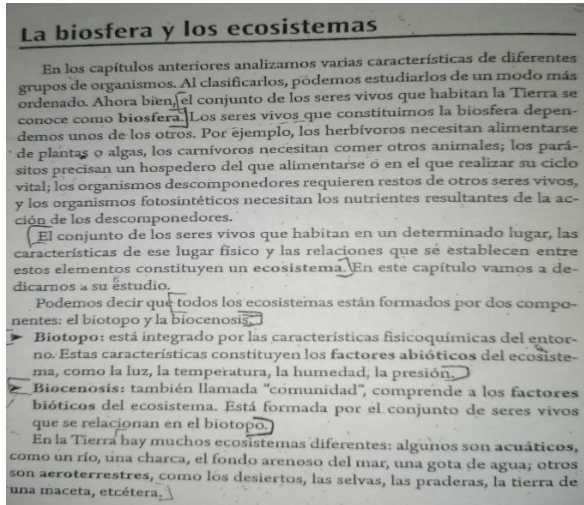 La biosfera y los ecosistemas
En los capítulos anteriores analizamos varias características de diferentes
grupos de organismos. Al clasificarlos, podemos estudiarlos de un modo más
ordenado. Ahora bien, el conjunto de los seres vivos que habitan la Tierra se
conoce como biosfera. Los seres vivos que constituimos la biosfera depen-
demos unos de los otros. Por ejemplo, los herbívoros necesitan alimentarse
de plantas o algas, los carnívoros necesitan comer otros animales; los pará-
sitos precisan un hospedero del que alimentarse o en el que realizar su ciclo
vital; los organismos descomponedores requieren restos de otros seres vivos,
y los organismos fotosintéticos necesitan los nutrientes resultantes de la ac-
ción de los descomponedores.
El conjunto de los seres vivos que habitan en un determinado lugar, las
características de ese lugar físico y las relaciones que se establecen entre
estos elementos constituyen un ecosistema. En este capítulo vamos a de-
dicarnos a su estudio.
Podemos decir que todos los ecosistemas están formados por dos compo-
nentes: el biotopo y la biocenosis.
➤ Biotopo: está integrado por las características fisicoquímicas del entor-
no. Estas características constituyen los factores abióticos del ecosiste-
ma, como la luz, la temperatura, la humedad, la presión.
➤ Biocenosis: también llamada "comunidad", comprende a los factores
bióticos del ecosistema. Está formada por el conjunto de seres vivos
que se relacionan en el biotopo.
En la Tierra hay muchos ecosistemas diferentes: algunos son acuáticos,
como un río, una charca, el fondo arenoso del mar, una gota de agua; otros
son aeroterrestres, como los desiertos, las selvas, las praderas, la tierra de
una maceta, etcétera.